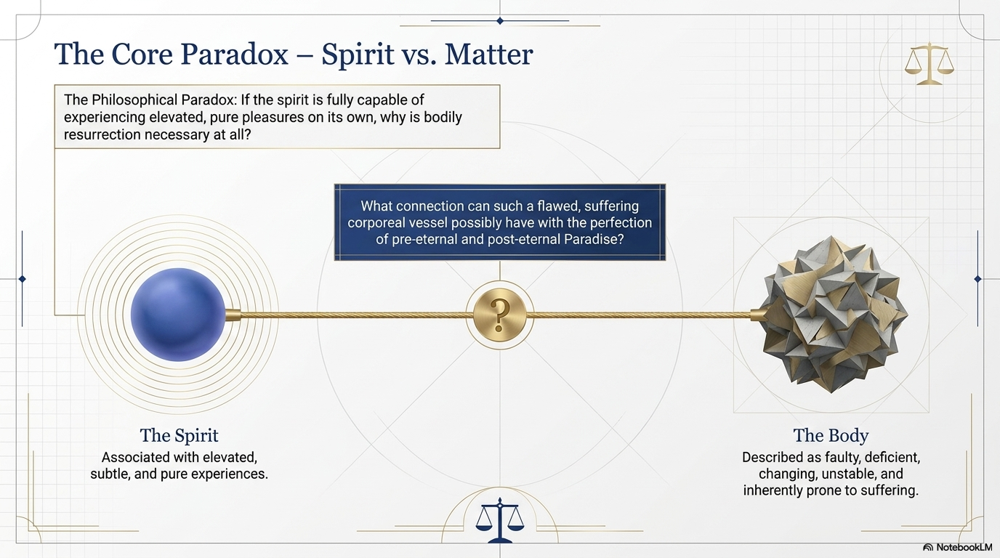 The Core Paradox – Spirit vs. Matter
The Philosophical Paradox: If the spirit is fully capable of
experiencing elevated, pure pleasures on its own, why is bodily
resurrection necessary at all?
What connection can such a flawed, suffering
corporeal vessel possibly have with the perfection
of pre-eternal and post-eternal Paradise?
?
The Spirit
Associated with elevated,
subtle, and pure experiences.
The Body
Described as faulty, deficient,
changing, unstable, and
inherently prone to suffering.
NotebookLM